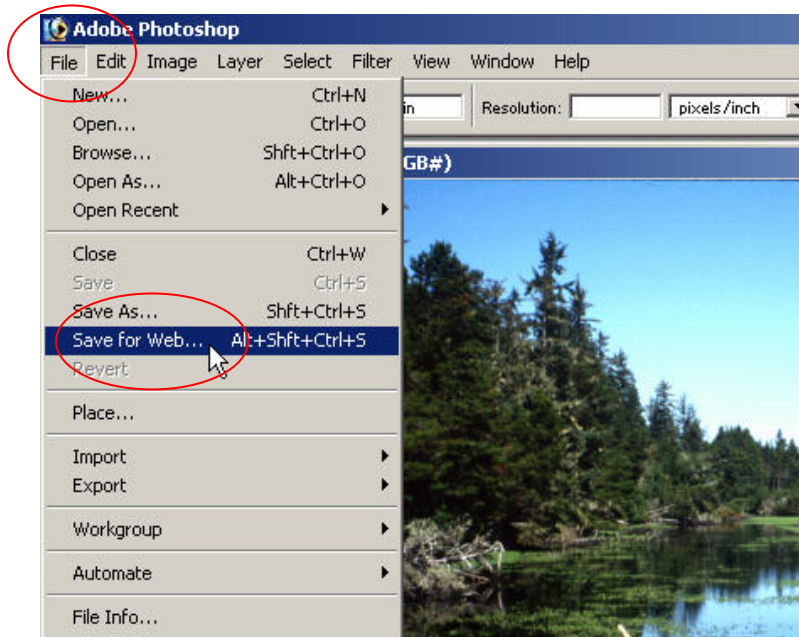 Adobe Photoshop
File Edit Image Layer Select Filter View Window Help
in Resolution: pixels/inch
GB#)
New... Ctrl+N
Open... Ctrl+O
Browse... Shft+Ctrl+O
Open As... Alt+Ctrl+O
Open Recent
Close Ctrl+W
Save Ctrl+S
Save As... Shft+Ctrl+S
Save for Web... Alt+Shft+Ctrl+S
Revert
Place...
Import
Export
Workgroup
Automate
File Info...